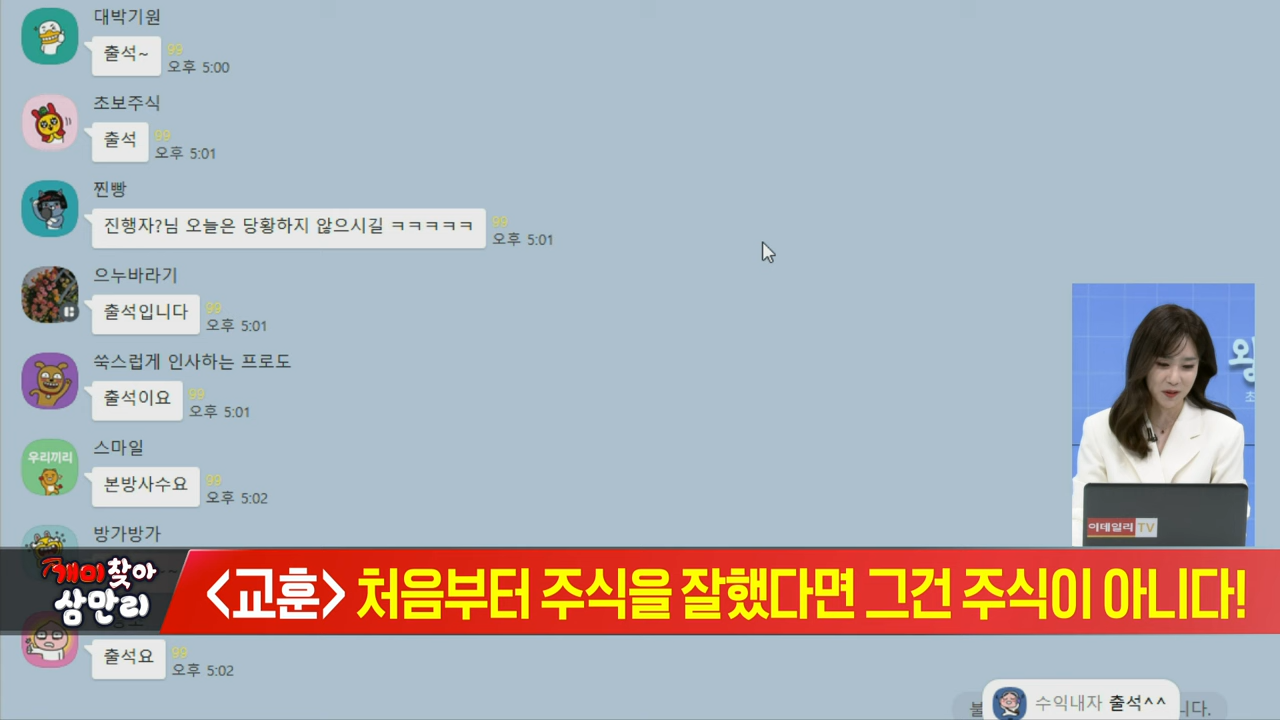 대박기원
출석~
99
오후 5:00
초보주식
출석
99
오후 5:01
찐빵
진행자?님 오늘은 당황하지 않으시길 ㅋㅋㅋㅋㅋ
99
오후 5:01
으누바라기
출석입니다
99
오후 5:01
쑥스럽게 인사하는 프로도
출석이요
99
오후 5:01
우리끼리
스마일
본방사수요
99
오후 5:02
방가방가
왕
초
이데일리 TV
개미찾아
삼만리
<교훈> 처음부터 주식을 잘했다면 그건 주식이 아니다!
출석요
99
오후 5:02
불
수익내자 출석^^
니다.